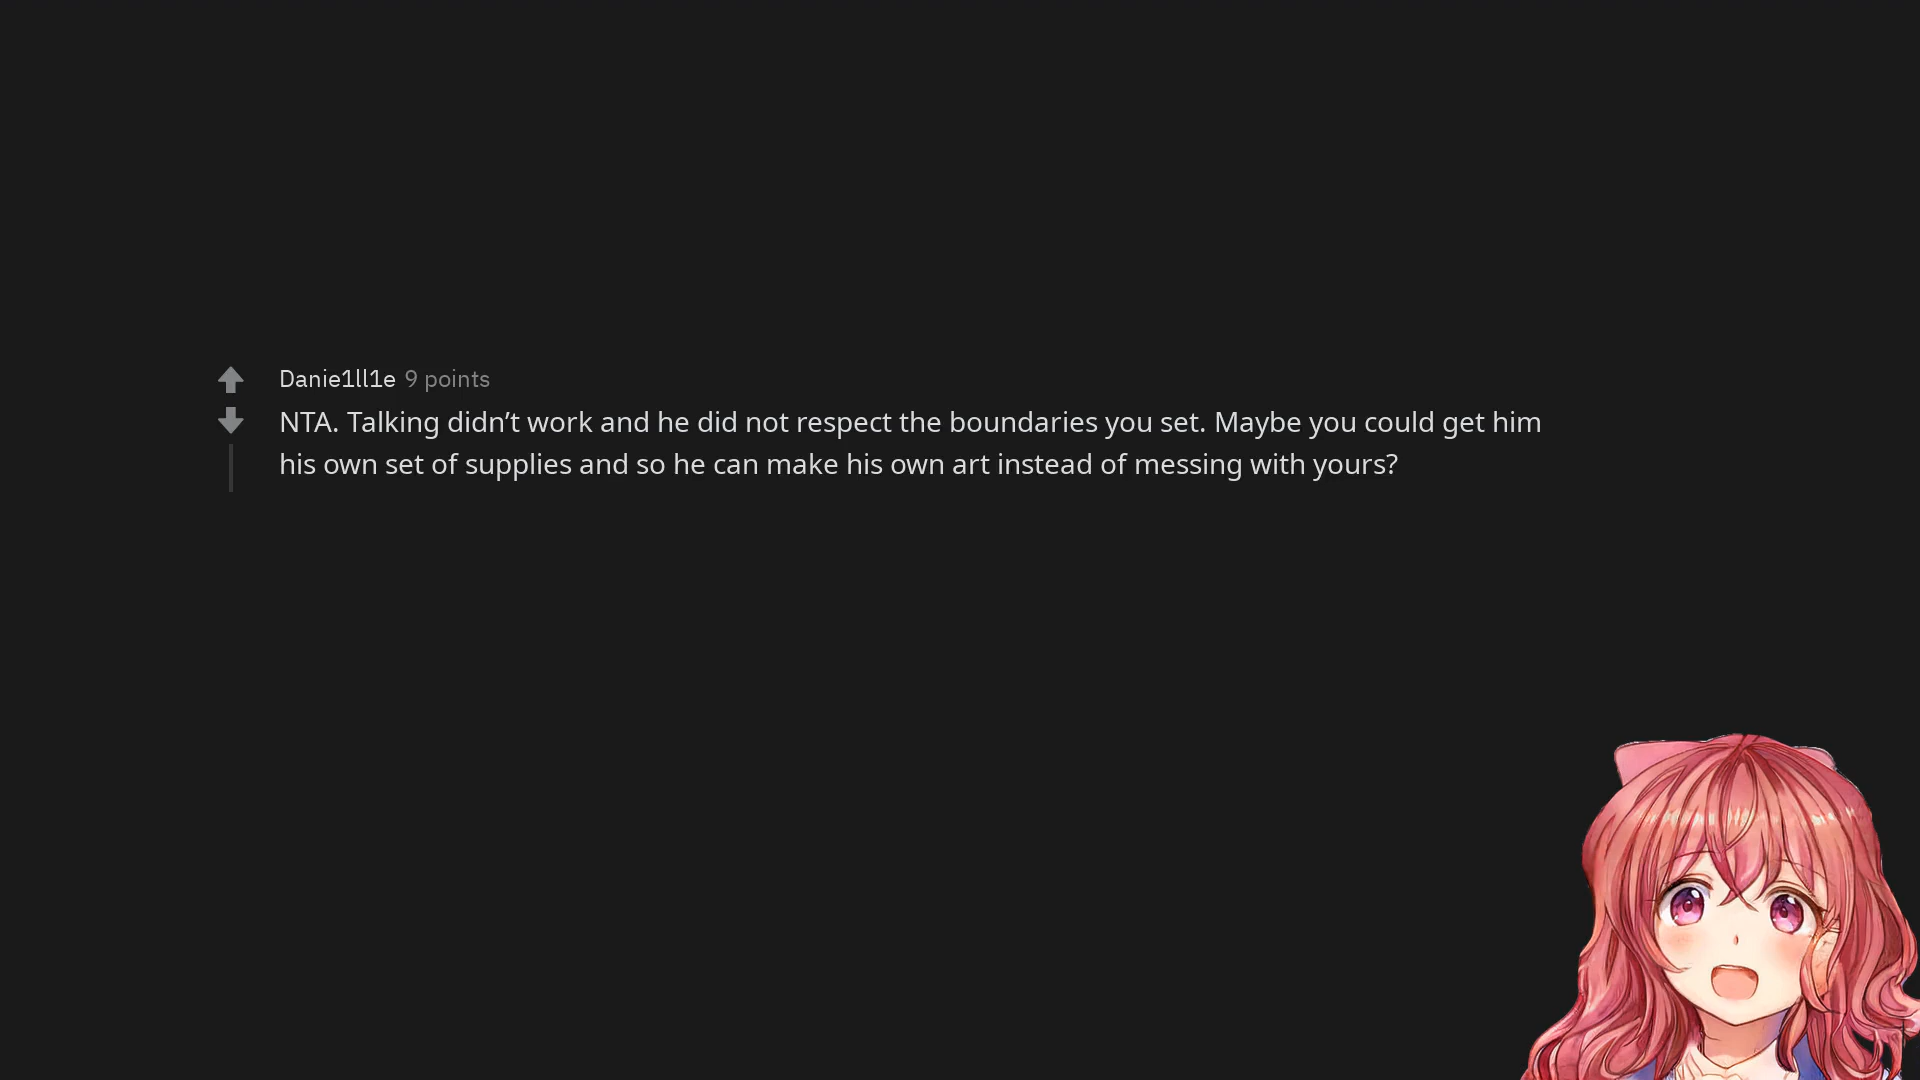 Danie1ll1e 9 points
NTA. Talking didn’t work and he did not respect the boundaries you set. Maybe you could get him
his own set of supplies and so he can make his own art instead of messing with yours?